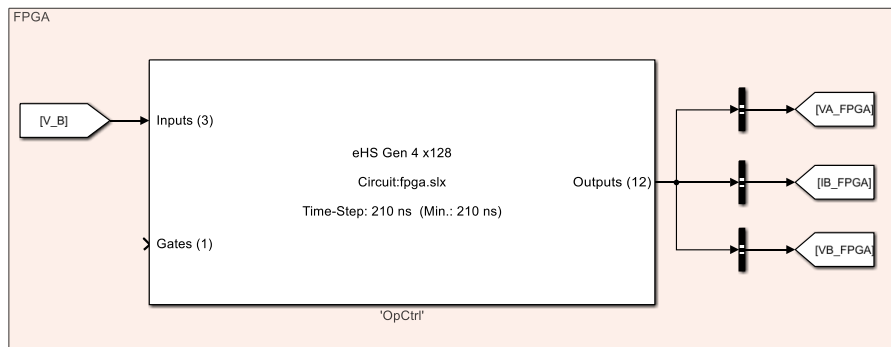 FPGA
[V_B]
Inputs (3)
eHS Gen 4 x128
Circuit:fpga.slx
Time-Step: 210 ns  (Min.: 210 ns)
Gates (1)
Outputs (12)
[VA_FPGA]
[IB_FPGA]
[VB_FPGA]
'OpCtrl'